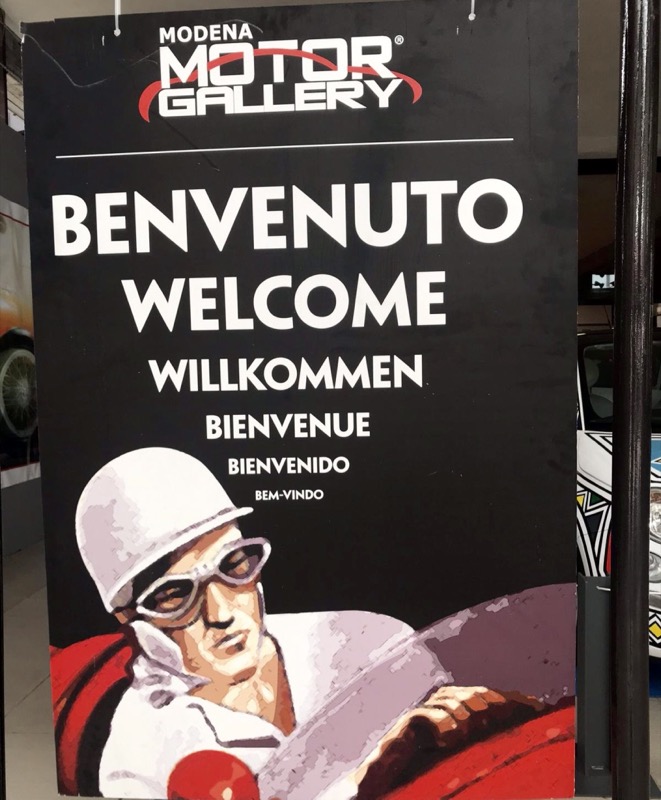 MODENA
MOTOR®
GALLERY
BENVENUTO
WELCOME
WILLKOMMEN
BIENVENUE
BIENVENIDO
BEM-VINDO